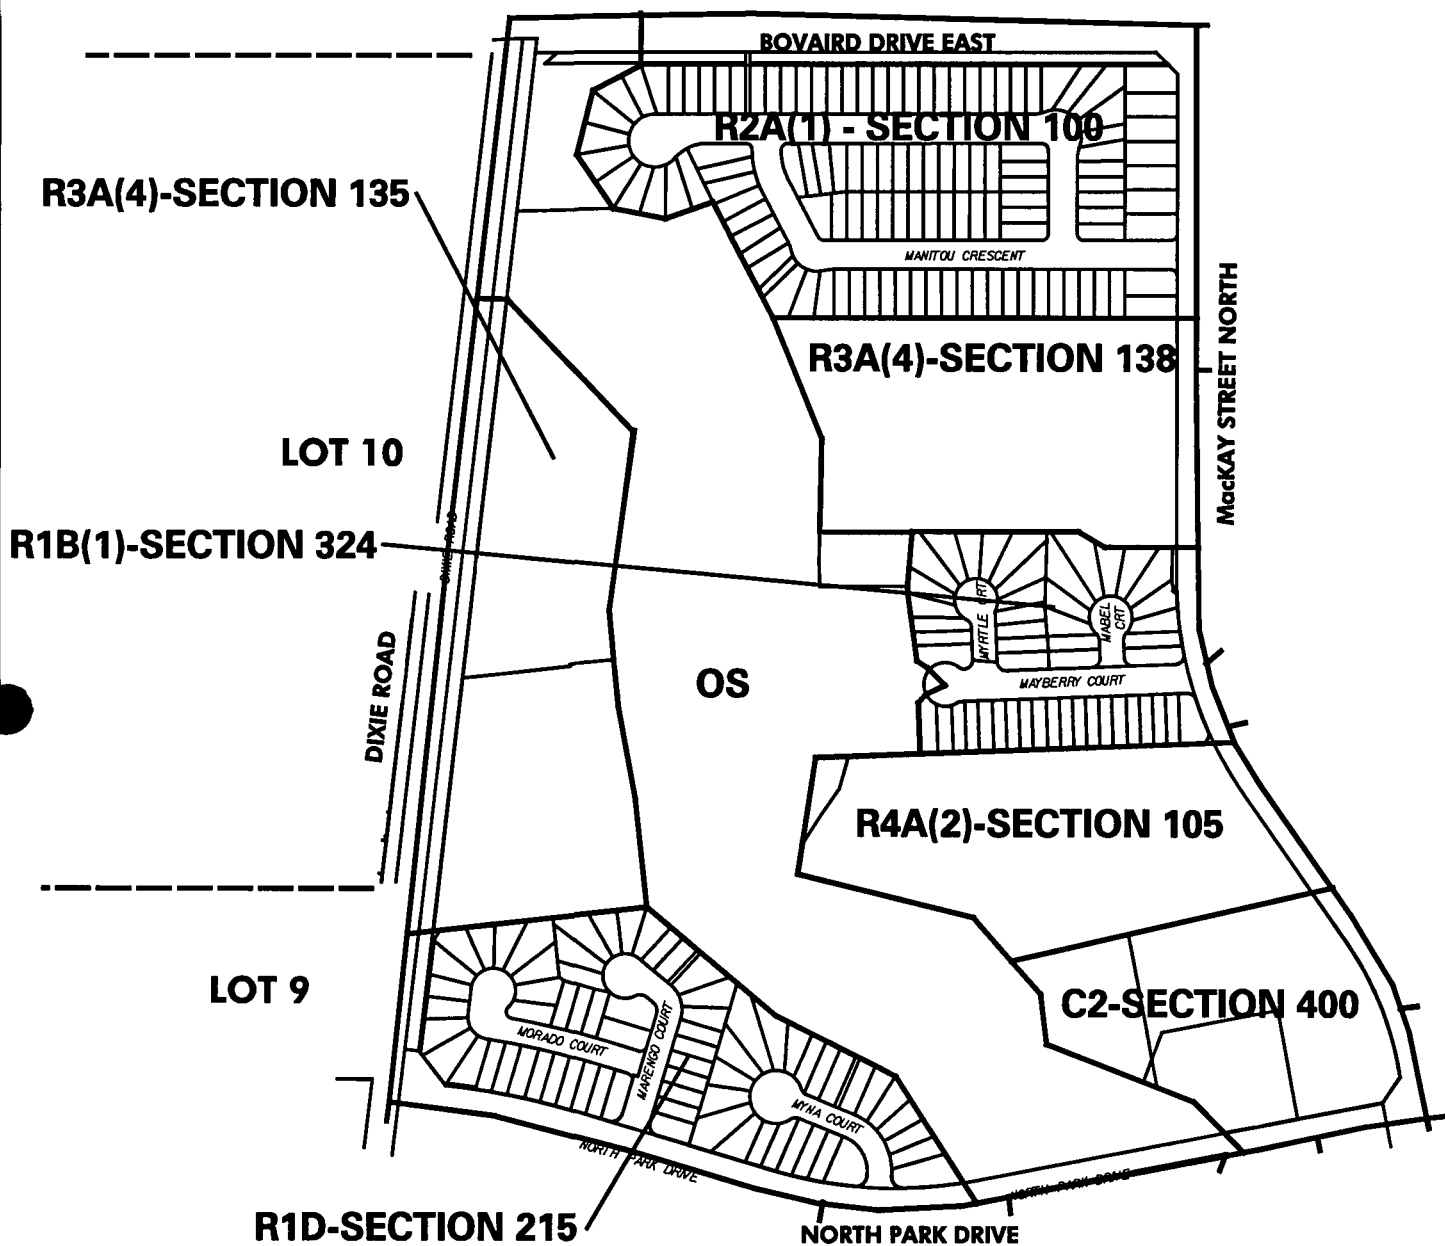 BOVAIRD DRIVE EAST
R2A(1) - SECTION 100
R3A(4)-SECTION 135
MANITOU CRESCENT
MacKAY STREET NORTH
R3A(4)-SECTION 138
LOT 10
DIXIE ROAD
R1B(1)-SECTION 324
MYRTLE CRT
MABEL
CRT
DIXIE ROAD
OS
MAYBERRY COURT
R4A(2)-SECTION 105
LOT 9
C2-SECTION 400
MORADO COURT
MARENGO COURT
MYNA COURT
NORTH PARK DRIVE
NORTH PARK DRIVE
R1D-SECTION 215
NORTH PARK DRIVE